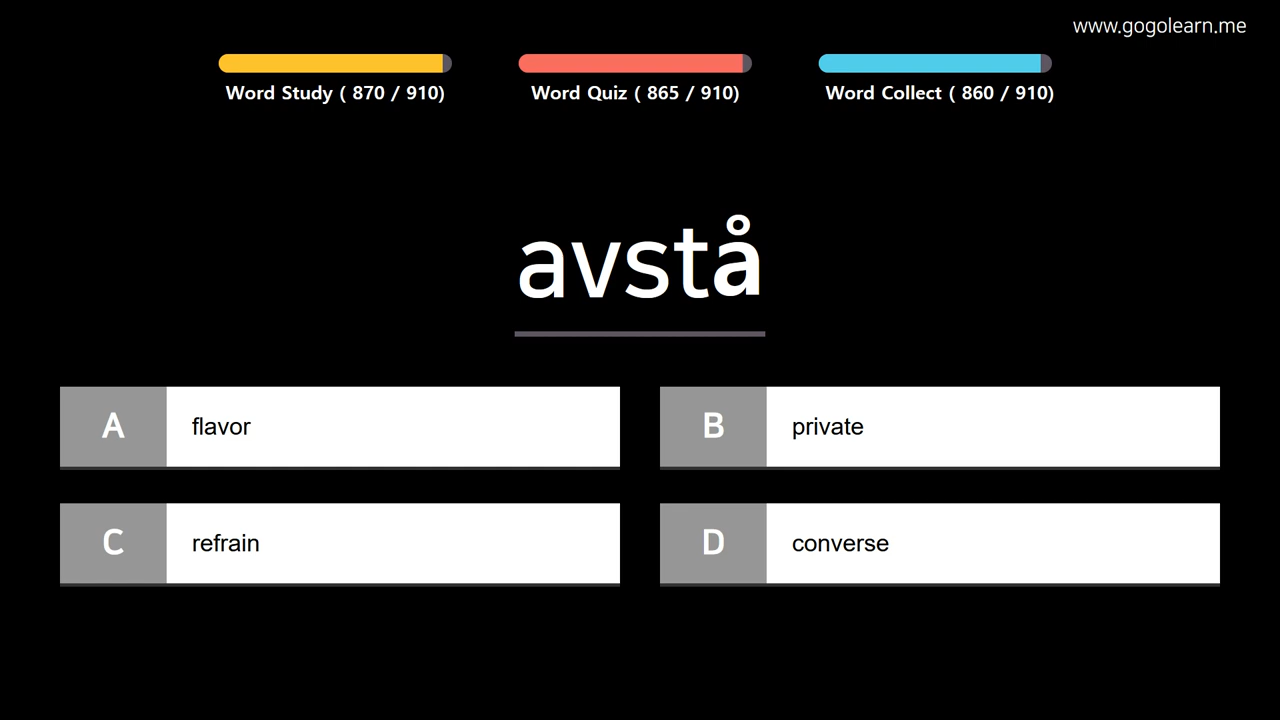 www.gogolearn.me
Word Study ( 870 / 910)
Word Quiz ( 865 / 910)
Word Collect ( 860 / 910)
avstå
A flavor
B private
C refrain
D converse